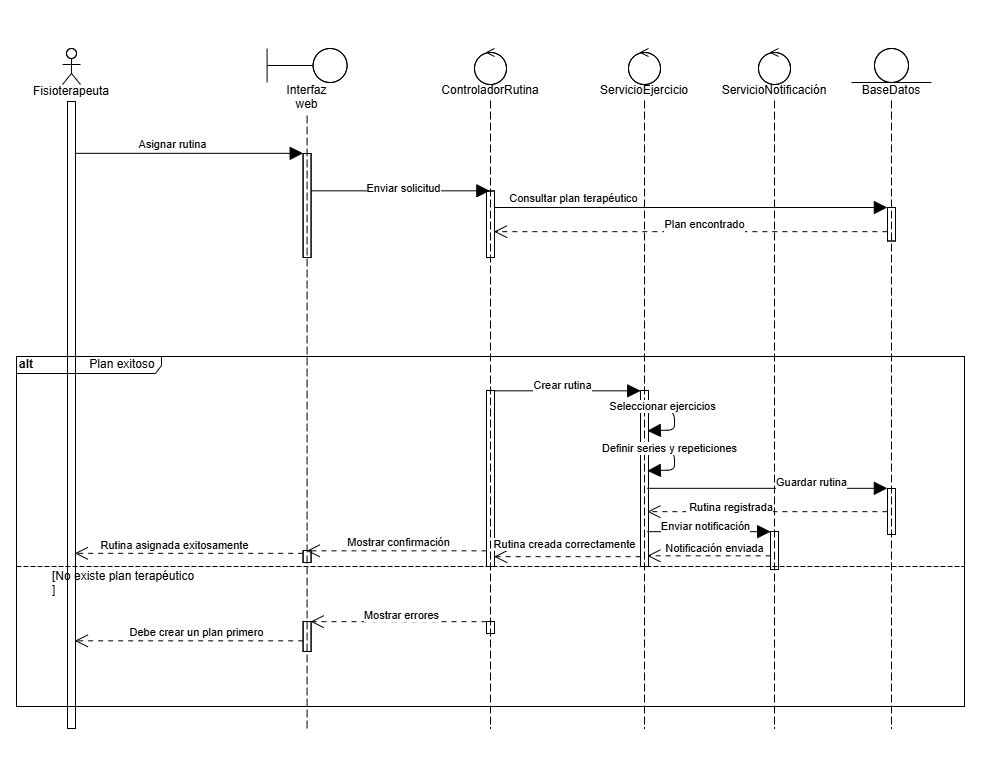 Fisioterapeuta
Interfaz
web
ControladorRutina
ServicioEjercicio
ServicioNotificación
BaseDatos
Asignar rutina
Enviar solicitud
Consultar plan terapéutico
Plan encontrado
alt
Plan exitoso
Crear rutina
Seleccionar ejercicios
Definir series y repeticiones
Guardar rutina
Rutina registrada
Enviar notificación
Notificación enviada
Rutina creada correctamente
Mostrar confirmación
Rutina asignada exitosamente
[No existe plan terapéutico
]
Mostrar errores
Debe crear un plan primero